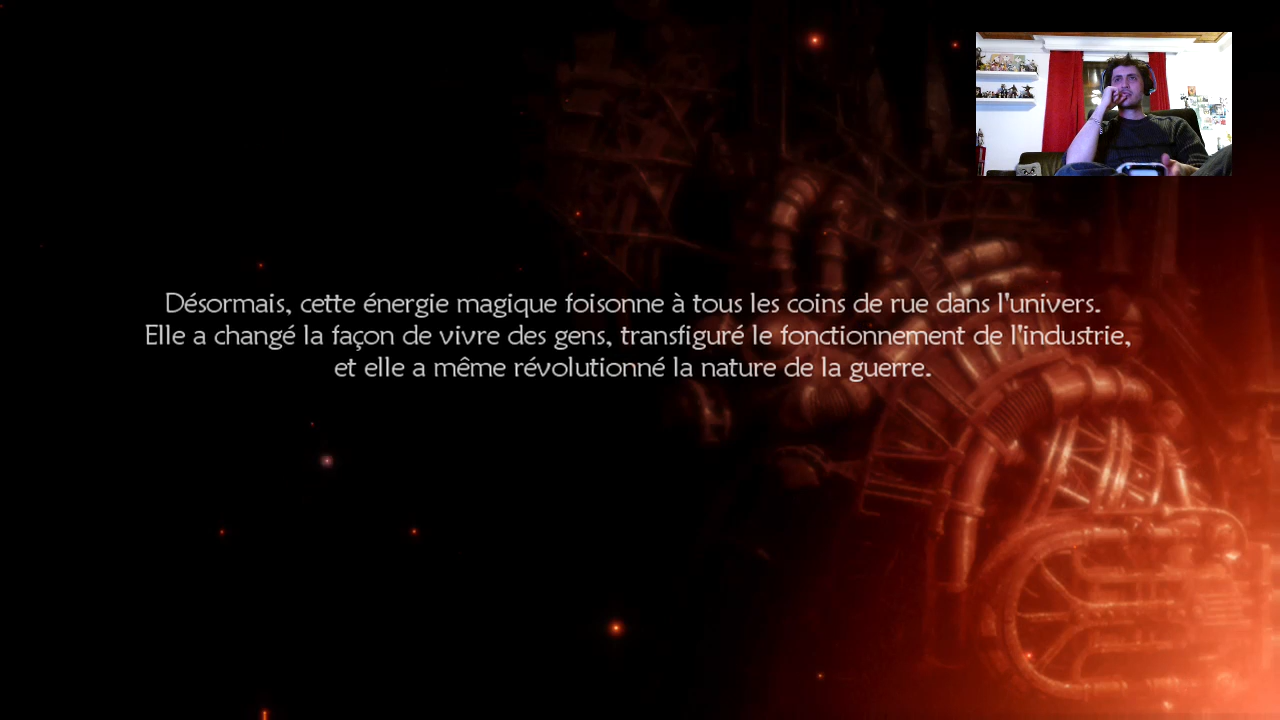 Désormais, cette énergie magique foisonne à tous les coins de rue dans l'univers.
Elle a changé la façon de vivre des gens, transfiguré le fonctionnement de l'industrie,
et elle a même révolutionné la nature de la guerre.